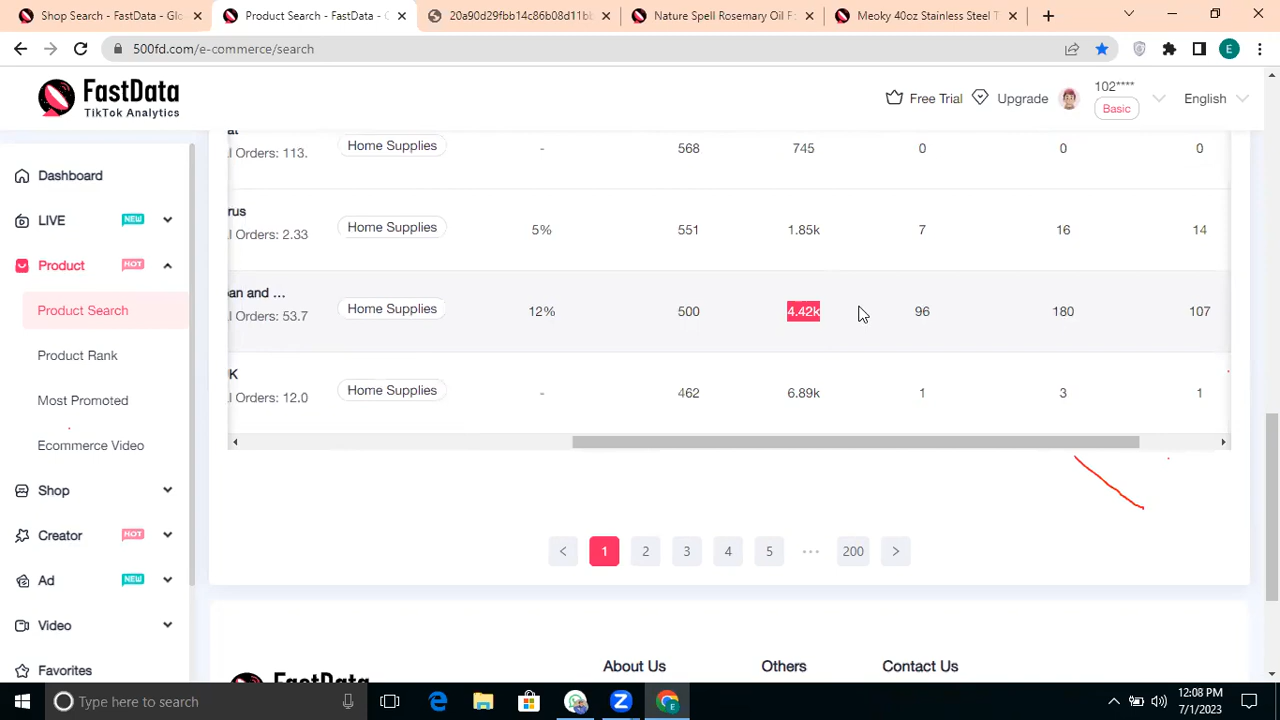 Shop Search - FastData - Glo
Product Search - FastData - G
20a90d29fbb14c86b08d11bb
Nature Spell Rosemary Oil F
Meoky 40oz Stainless Steel T
500fd.com/e-commerce/search
E
FastData
TikTok Analytics
Free Trial
Upgrade
102****
Basic
English
Dashboard
LIVE NEW
Product HOT
Product Search
Product Rank
Most Promoted
Ecommerce Video
Shop
Creator HOT
Ad NEW
Video
Favorites
at
l Orders: 113. Home Supplies - 568 745 0 0 0
rus
al Orders: 2.33 Home Supplies 5% 551 1.85k 7 16 14
an and ...
al Orders: 53.7 Home Supplies 12% 500 4.42k 96 180 107
K
l Orders: 12.0 Home Supplies - 462 6.89k 1 3 1
< 1 2 3 4 5 ••• 200 >
FastData
About Us
Others
Contact Us
Type here to search
12:08 PM
7/1/2023